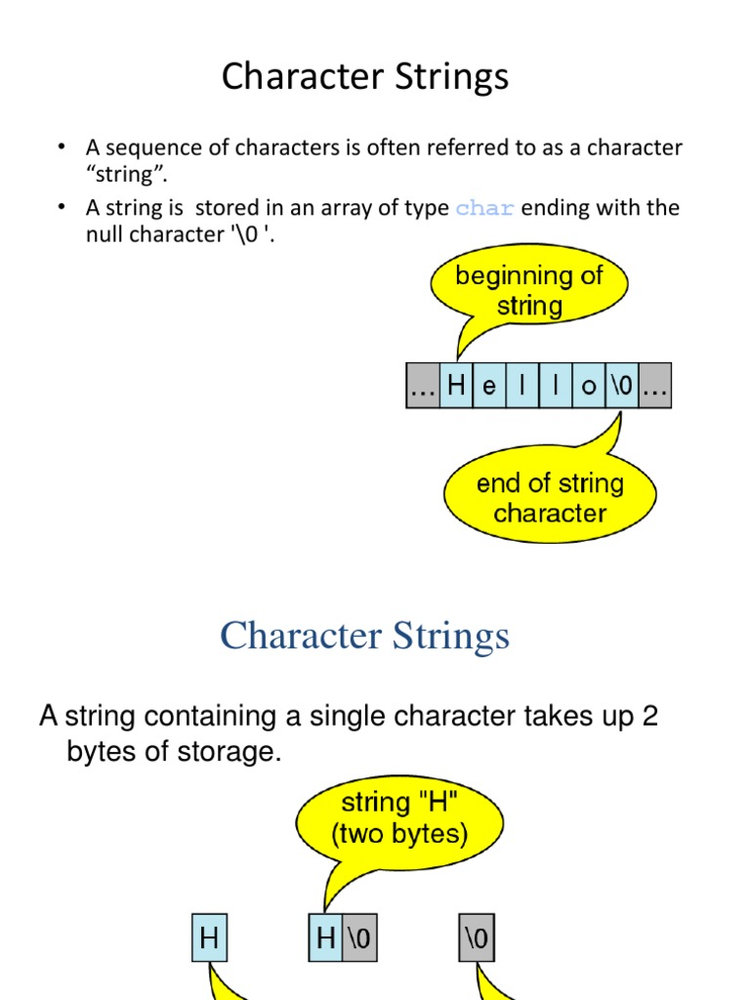 Character Strings
• A sequence of characters is often referred to as a character
“string”.
• A string is  stored in an array of type char ending with the
null character '\0 '.
beginning of
string
... H e l l o \0 ...
end of string
character
Character Strings
A string containing a single character takes up 2
bytes of storage.
string "H"
(two bytes)
H H \0 \0